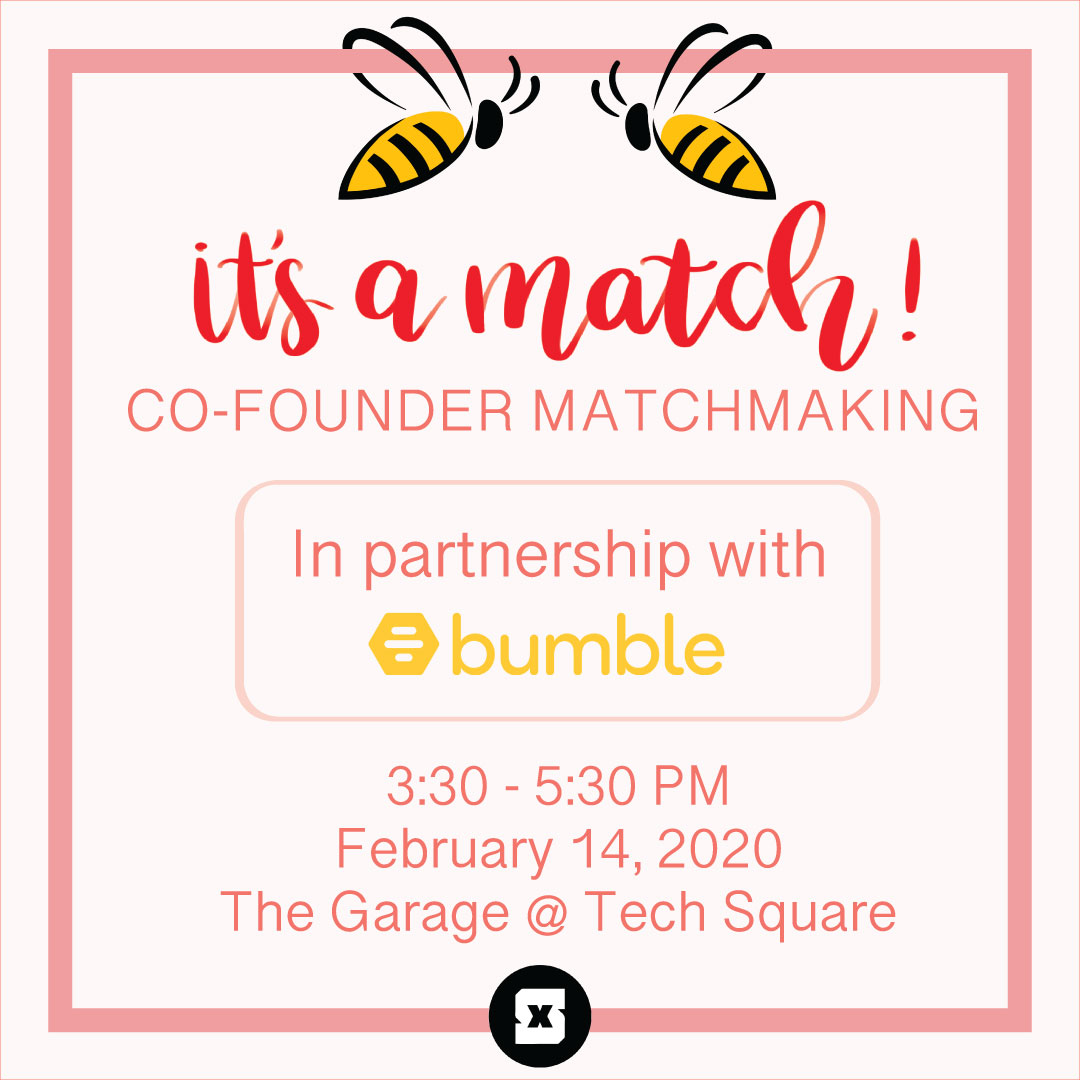 it's a match!
CO-FOUNDER MATCHMAKING
In partnership with
bumble
3:30 - 5:30 PM
February 14, 2020
The Garage @ Tech Square
SX